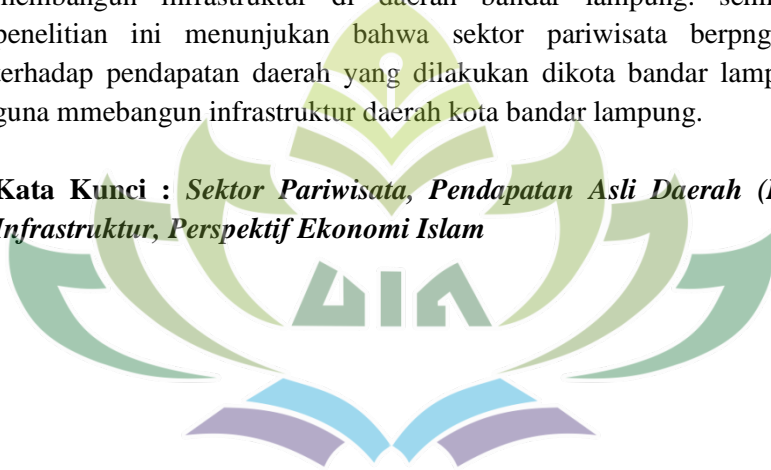 membangun infrastruktur di daerah bandar lampung.
penelitian ini menunjukan bahwa sektor pariwisata
terhadap pendapatan daerah yang dilakukan dikota bandar
guna mmebangun infrastruktur daerah kota bandar lampung.
Kata Kunci : Sektor Pariwisata, Pendapatan Asli Daerah
Infrastruktur, Perspektif Ekonomi Islam
UIN